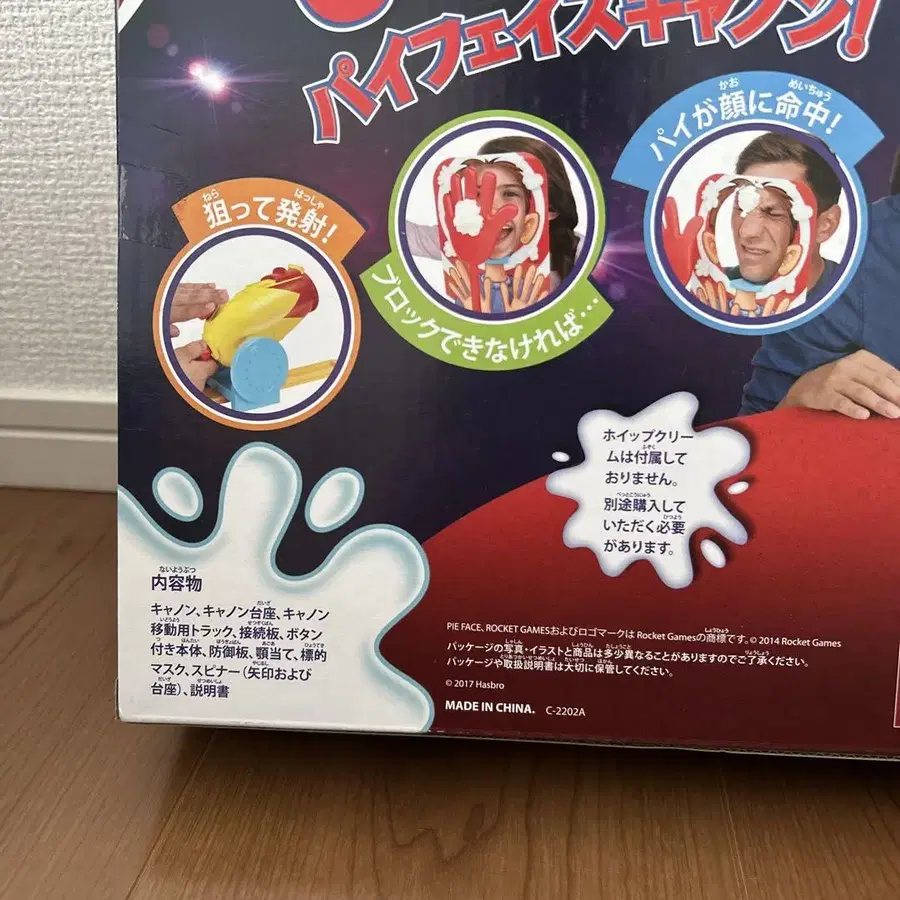 パイフェイスキャノン!
狙って発射!
ブロックできなければ…
パイが顔に命中!
ホイップクリー
ムは付属して
おりません。
別途購入して
いただく必要
があります。
内容物
キャノン、キャノン台座、キャノン
移動用トラック、接続板、ボタン
付き本体、防御板、顎当て、標的
マスク、スピナー(矢印および
台座)、説明書
PIE FACE, ROCKET GAMESおよびロゴマークは Rocket Gamesの商標です。© 2014 Rocket Games
パッケージの写真・イラストと商品は多少異なることがありますのでご了承ください。
パッケージや取扱説明書は大切に保管してください。
© 2017 Hasbro
MADE IN CHINA. C-2202A